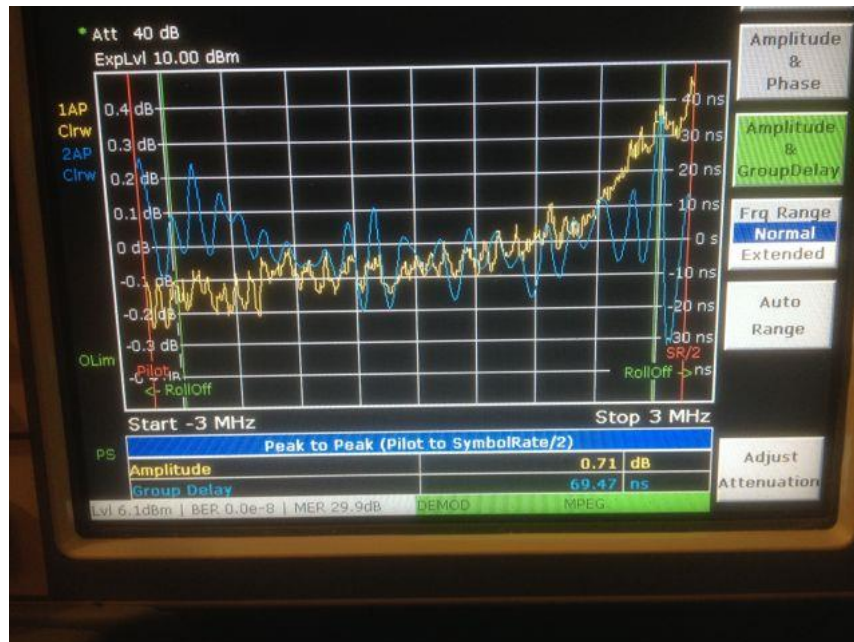 * Att 40 dB
ExpLvl 10.00 dBm
1AP
Clrw
2AP
Clrw
0.4 dB
0.3 dB
0.2 dB
0.1 dB
0 dB
-0.1 dB
-0.2 dB
-0.3 dB
40 ns
30 ns
20 ns
10 ns
0 s
-10 ns
-20 ns
-30 ns
ns
OLim
Pilot
<- RollOff
SR/2
RollOff ->
Start -3 MHz
Stop 3 MHz
PS
Peak to Peak (Pilot to SymbolRate/2)
Amplitude 0.71 dB
Group Delay 69.47 ns
Lvl 6.1dBm | BER 0.0e-8 | MER 29.9dB DEMOD MPEG
Amplitude
&
Phase
Amplitude
&
GroupDelay
Frq Range
Normal
Extended
Auto
Range
Adjust
Attenuation